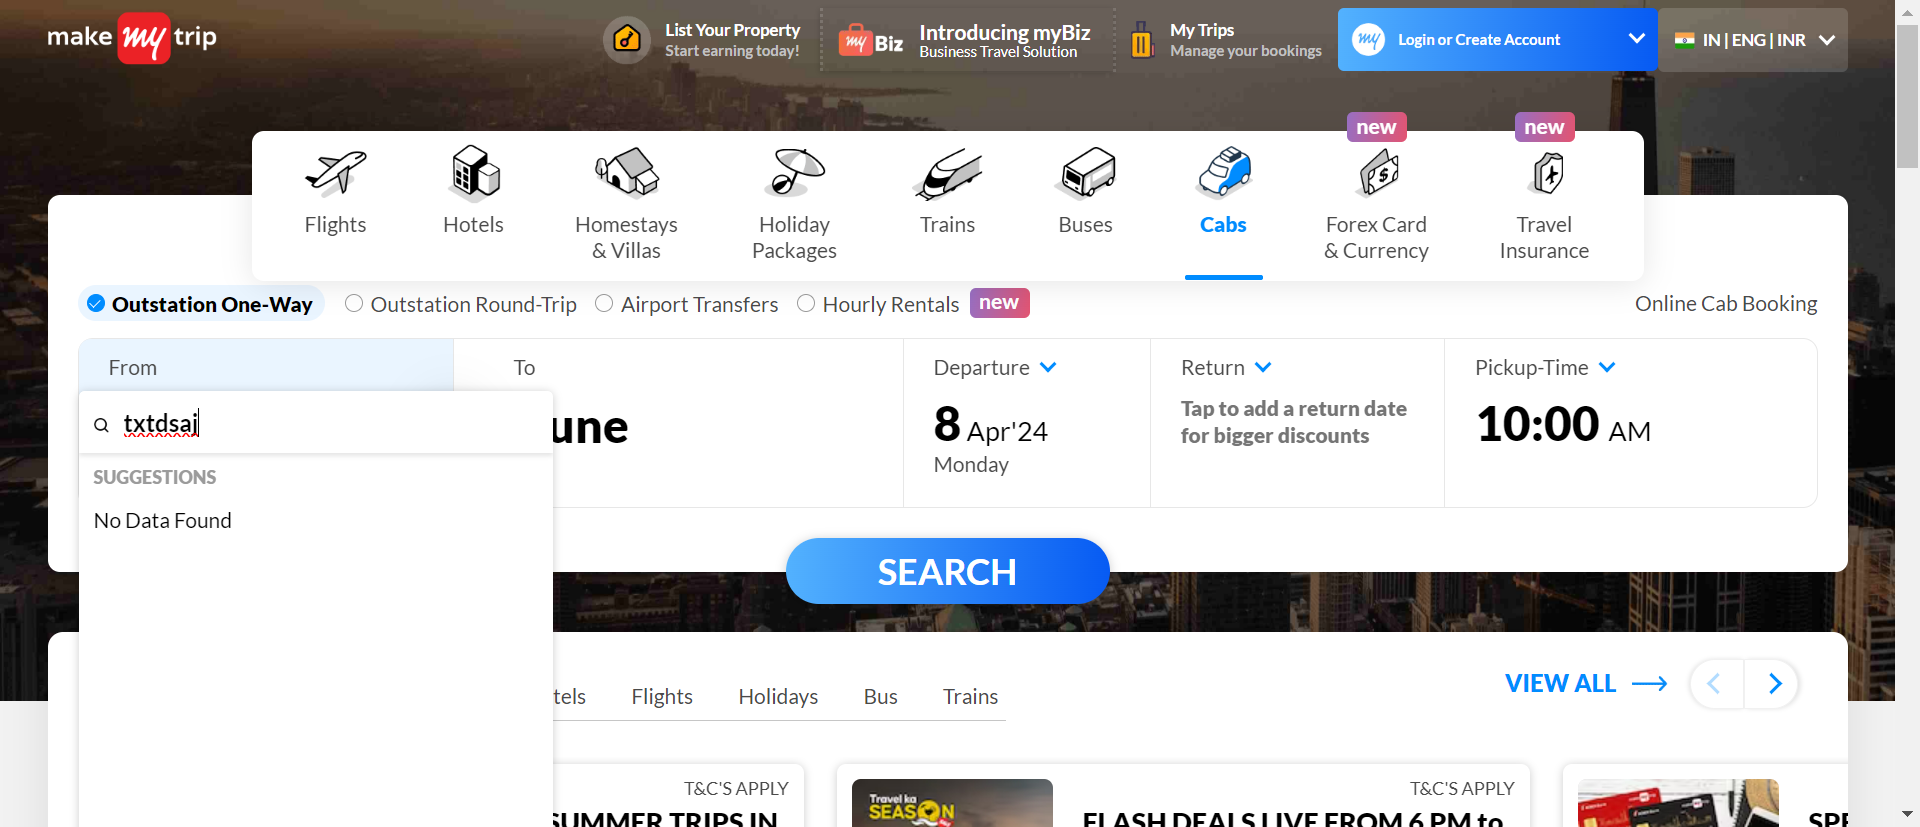 make my trip
List Your Property
Start earning today!
my Biz
Introducing myBiz
Business Travel Solution
My Trips
Manage your bookings
my
Login or Create Account
IN | ENG | INR
new
new
Flights
Hotels
Homestays
& Villas
Holiday
Packages
Trains
Buses
Cabs
Forex Card
& Currency
Travel
Insurance
Outstation One-Way
Outstation Round-Trip
Airport Transfers
Hourly Rentals
new
Online Cab Booking
From
To
Departure
Return
Pickup-Time
txtdsaj
une
8 Apr'24
Monday
Tap to add a return date
for bigger discounts
10:00 AM
SUGGESTIONS
No Data Found
SEARCH
tels
Flights
Holidays
Bus
Trains
VIEW ALL
T&C'S APPLY
SUMMER TRIPS IN
Travel ka
SEASON
T&C'S APPLY
FLASH DEALS LIVE FROM 6 PM to
SPE